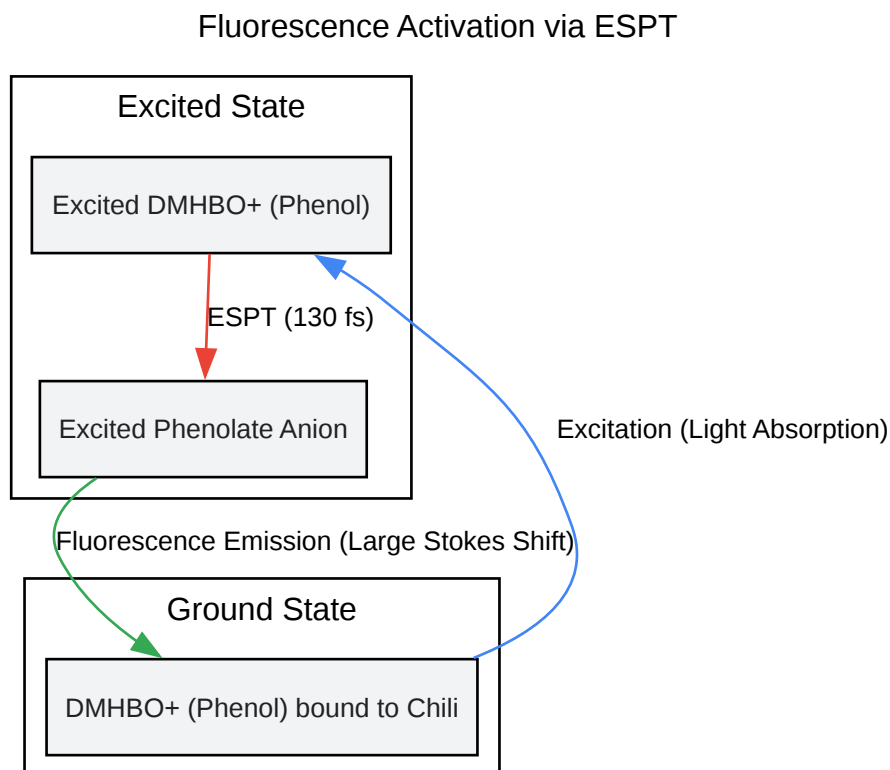 Fluorescence Activation via ESPT
Excited State
Excited DMHBO+ (Phenol)
ESPT (130 fs)
Excited Phenolate Anion
Excitation (Light Absorption)
Fluorescence Emission (Large Stokes Shift)
Ground State
DMHBO+ (Phenol) bound to Chili